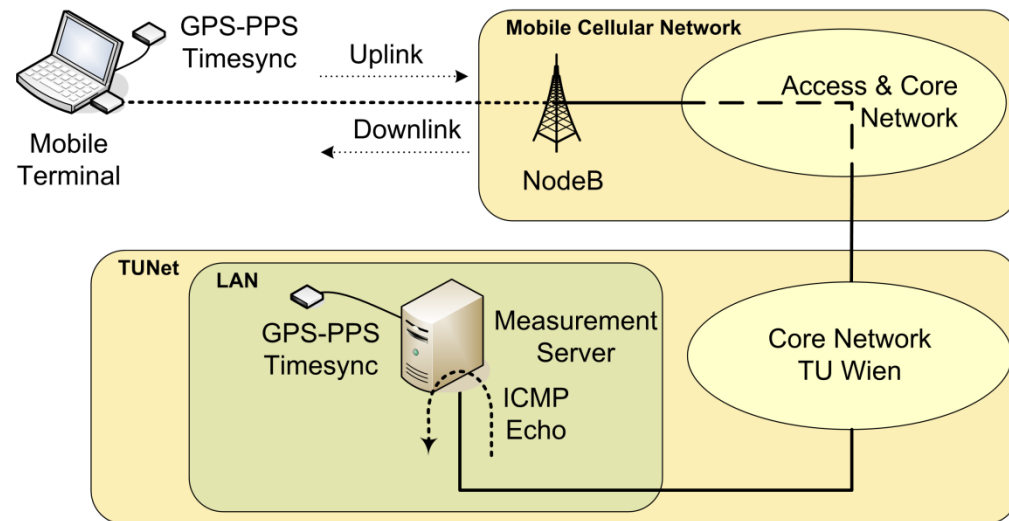 GPS-PPS
Timesync
Uplink
Downlink
Mobile
Terminal
Mobile Cellular Network
Access & Core
Network
NodeB
TUNet
LAN
GPS-PPS
Timesync
Measurement
Server
ICMP
Echo
Core Network
TU Wien